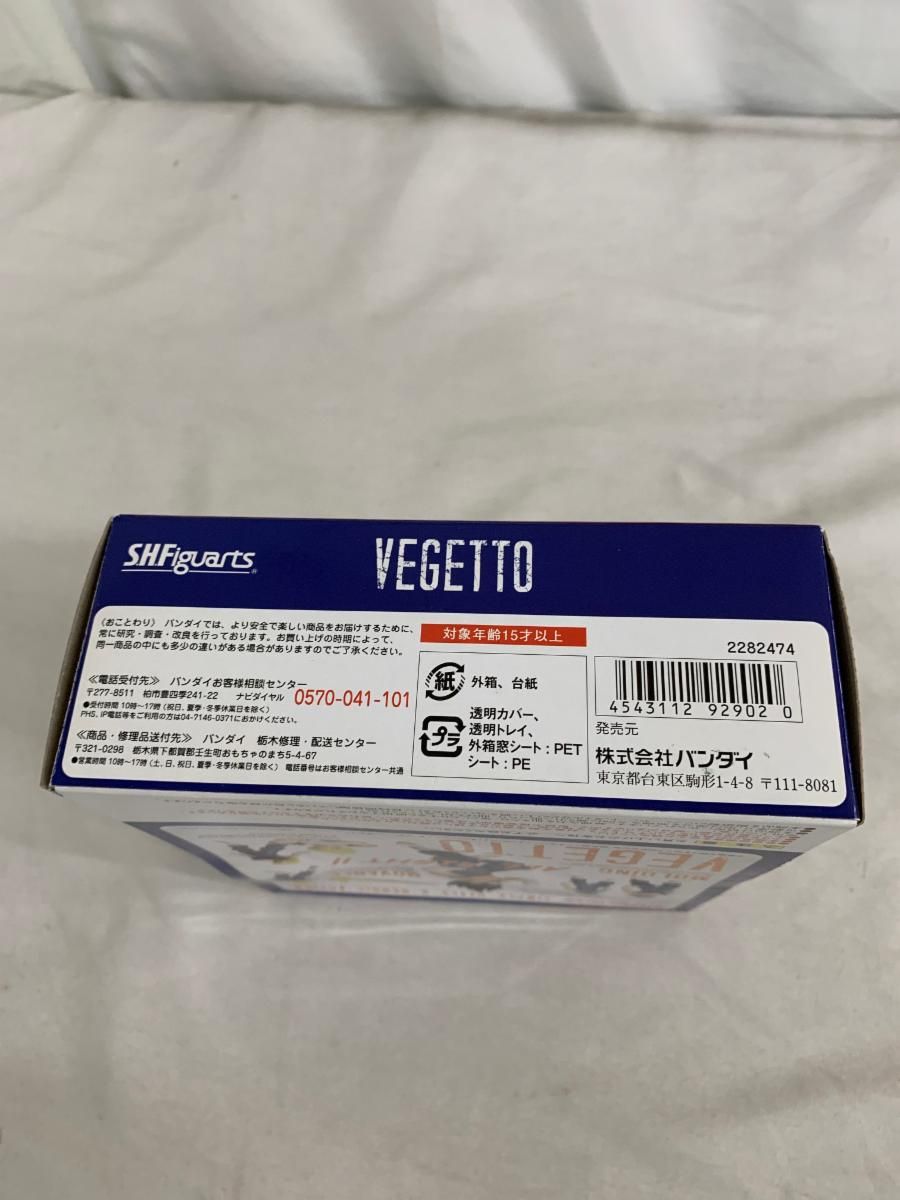 S.H.Figuarts®
VEGETTO
《おことわり》 バンダイでは、より安全で楽しい商品をお届けするために、
常に研究・調査・改良を行っております。お買い上げの時期によって、
同一商品の中にも多少の違いがある場合がありますのでご了承ください。
≪電話受付先≫ バンダイお客様相談センター
〒277-8511 柏市豊四季241-22 ナビダイヤル 0570-041-101
●受付時間 10時～17時 (祝日、夏季・冬季休業日を除く)
PHS、IP電話等をご利用の方は04-7146-0371におかけください。
≪商品・修理品送付先≫ バンダイ 栃木修理・配送センター
〒321-0298 栃木県下都賀郡壬生町おもちゃのまち5-4-67
●営業時間 10時～17時 (土、日、祝日、夏季・冬季休業日を除く) 電話番号はお客様相談センター共通
対象年齢15才以上
紙 外箱、台紙
プラ 透明カバー、
透明トレイ、
外箱窓シート：PET
シート：PE
2282474
4543112 92902 0
発売元
株式会社バンダイ
東京都台東区駒形1-4-8 〒111-8081
VEGETTO